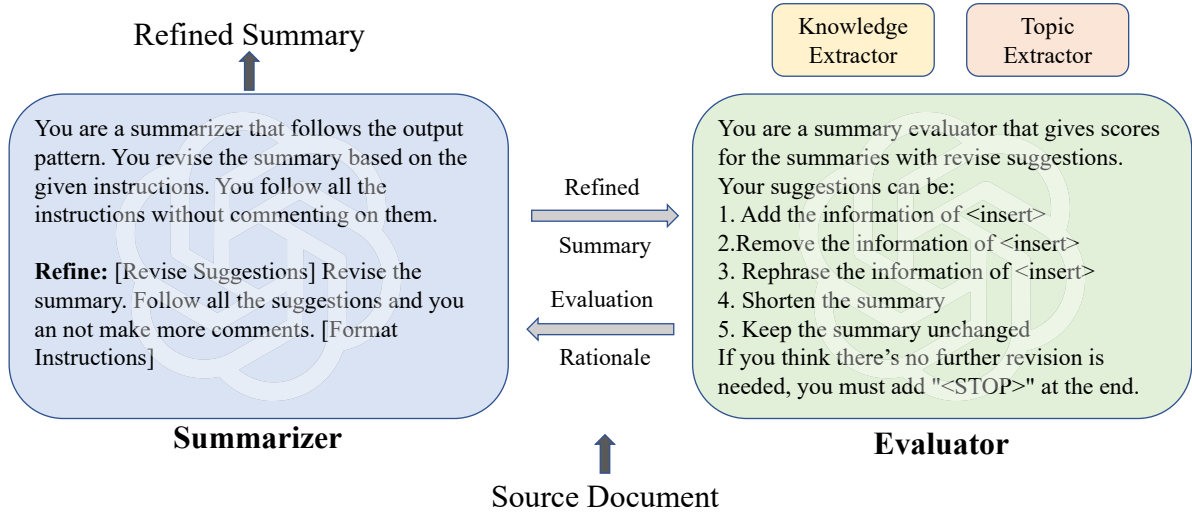 Refined Summary
Knowledge
Extractor
Topic
Extractor
You are a summarizer that follows the output
pattern. You revise the summary based on the
given instructions. You follow all the
instructions without commenting on them.
Refine: [Revise Suggestions] Revise the
summary. Follow all the suggestions and you
an not make more comments. [Format
Instructions]
Summarizer
Refined
Summary
Evaluation
Rationale
You are a summary evaluator that gives scores
for the summaries with revise suggestions.
Your suggestions can be:
1. Add the information of <insert>
2.Remove the information of <insert>
3. Rephrase the information of <insert>
4. Shorten the summary
5. Keep the summary unchanged
If you think there's no further revision is
needed, you must add "<STOP>" at the end.
Evaluator
Source Document